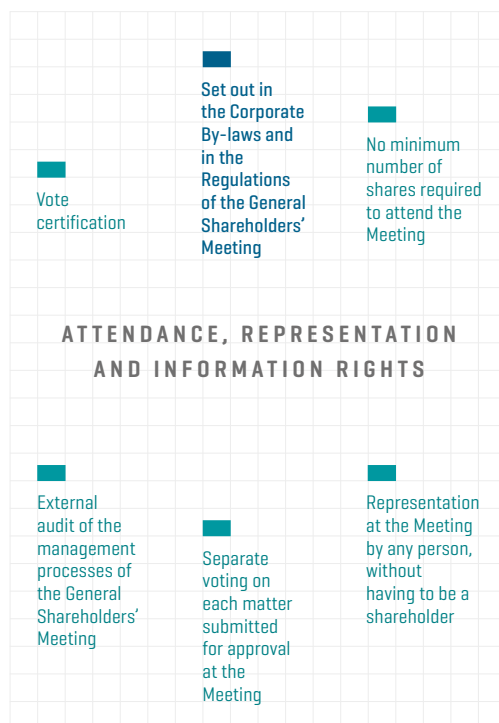 Set out in
the Corporate
By-laws and
in the
Regulations
of the General
Shareholders'
Meeting
No minimum
number of
shares required
to attend the
Meeting
Vote
certification
ATTENDANCE, REPRESENTATION
AND INFORMATION RIGHTS
External
audit of the
management
processes of
the General
Shareholders'
Meeting
Separate
voting on
each matter
submitted
for approval
at the
Meeting
Representation
at the Meeting
by any person,
without
having to be a
shareholder